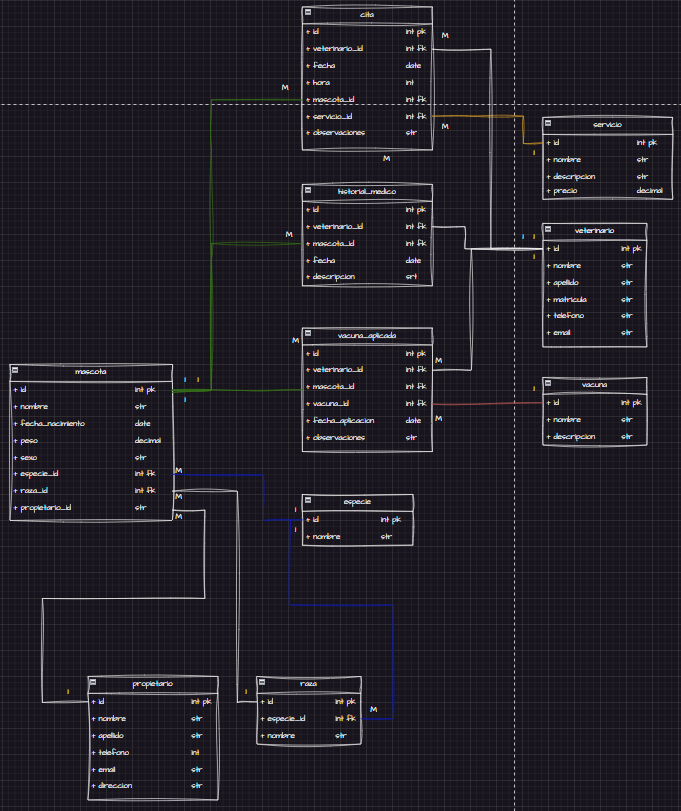 cita
+ id int pk
+ veterinario_id int fk
+ fecha date
+ hora int
+ mascota_id int fk
+ servicio_id int fk
+ observaciones str
M
M
M
M
servicio
+ id int pk
+ nombre str
+ descripcion str
+ precio decimal
1
historial_medico
+ id int pk
+ veterinario_id int fk
+ mascota_id int fk
+ fecha date
+ descripcion srt
M
veterinario
+ id int pk
+ nombre str
+ apellido str
+ matricula str
+ telefono str
+ email str
1 1
1
vacuna_aplicada
+ id int pk
+ veterinario_id int fk
+ mascota_id int fk
+ vacuna_id int fk
+ fecha_aplicacion date
+ observaciones str
M
M
M
vacuna
+ id int pk
+ nombre str
+ descripcion str
1
mascota
+ id int pk
+ nombre str
+ fecha_nacimiento date
+ peso decimal
+ sexo str
+ especie_id int fk
+ raza_id int fk
+ propietario_id str
1 1
1
M
M
M
especie
+ id int pk
+ nombre str
1
1
propietario
+ id int pk
+ nombre str
+ apellido str
+ telefono int
+ email str
+ direccion str
1
raza
+ id int pk
+ especie_id int fk
+ nombre str
1
M